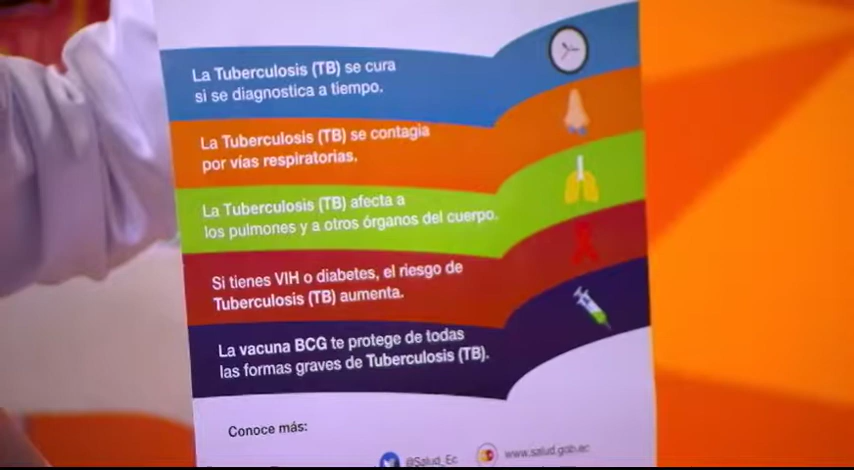 La Tuberculosis (TB) se cura
si se diagnostica a tiempo.
La Tuberculosis (TB) se contagia
por vías respiratorias.
La Tuberculosis (TB) afecta a
los pulmones y a otros órganos del cuerpo.
Si tienes VIH o diabetes, el riesgo de
Tuberculosis (TB) aumenta.
La vacuna BCG te protege de todas
las formas graves de Tuberculosis (TB).
Conoce más:
@Salud_Ec www.salud.gob.ec